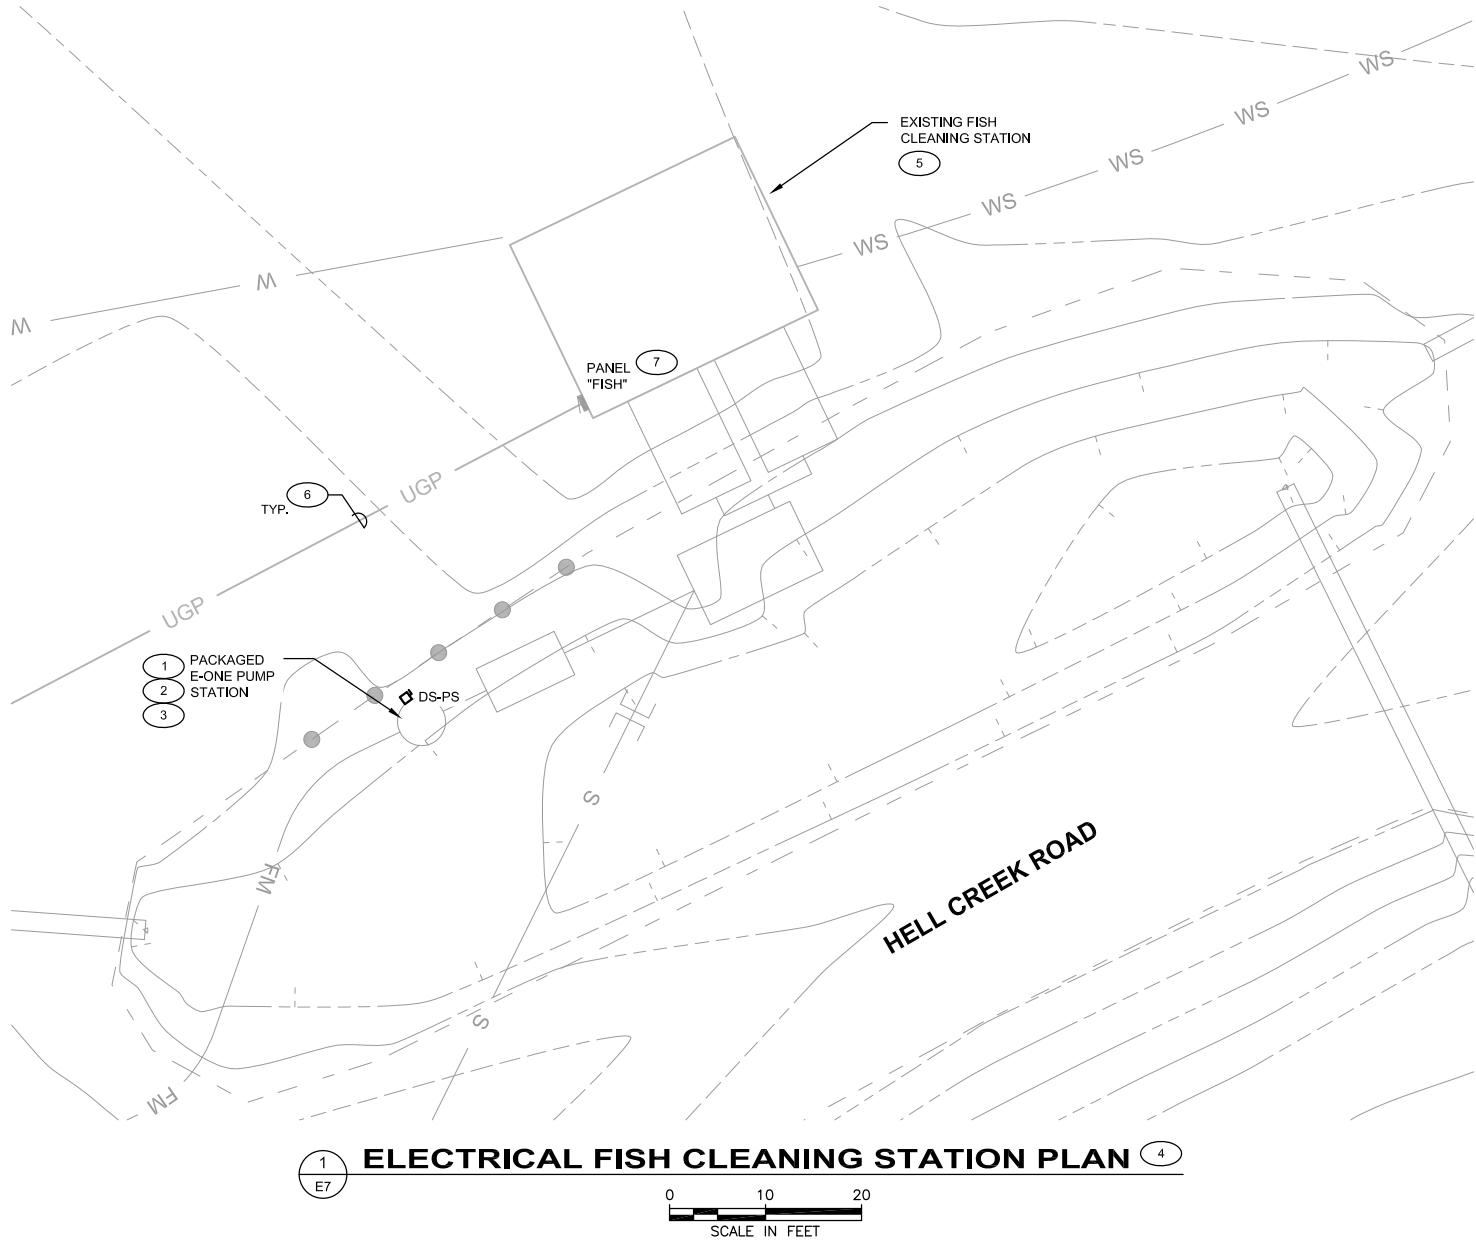 WS
EXISTING FISH
CLEANING STATION
5
WS
WS
WS
WS
W
W
PANEL
"FISH"
7
UGP
6
TYP.
UGP
1
PACKAGED
E-ONE PUMP
STATION
2
3
DS-PS
S
HELL CREEK ROAD
FM
S
FM
1
E7
ELECTRICAL FISH CLEANING STATION PLAN
4
0 10 20
SCALE IN FEET